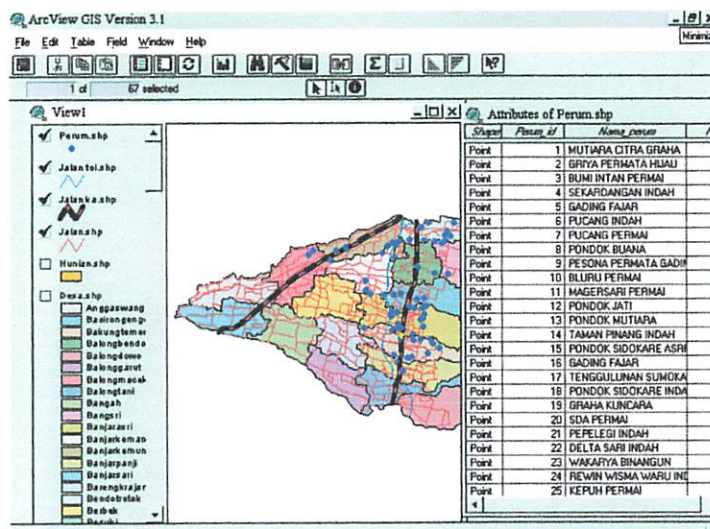 ArcView GIS Version 3.1
File Edit Table Field Window Help
1 of 67 selected
View1
Perum.shp
Jalantol.shp
Jalanka.shp
Jalan.shp
Hunian.shp
Desa.shp
Anggaswang
Balongbendo
Balongdowo
Balonggarut
Balongmacek
Balongtani
Bangah
Bangsri
Banjarasri
Banjarkeman
Banjarkemun
Banjarpanji
Banjarsari
Barengkrajar
Bendotretek
Berbek
Attributes of Perum.shp
Shape Perum_id Nama_perum
Point 1 MUTIARA CITRA GRAHA
Point 2 GRIYA PERMATA HIJAU
Point 3 BUMI INTAN PERMAI
Point 4 SEKARDANGAN INDAH
Point 5 GADING FAJAR
Point 6 PUCANG INDAH
Point 7 PUCANG PERMAI
Point 8 PONDOK BUANA
Point 9 PESONA PERMATA GADIN
Point 10 BLURU PERMAI
Point 11 MAGERSARI PERMAI
Point 12 PONDOK JATI
Point 13 PONDOK MUTIARA
Point 14 TAMAN PINANG INDAH
Point 15 PONDOK SIDOKARE ASRI
Point 16 GADING FAJAR
Point 17 TENGGULUNAN SUMOKA
Point 18 PONDOK SIDOKARE INDA
Point 19 GRAHA KUNCARA
Point 20 SDA PERMAI
Point 21 PEPELEGI INDAH
Point 22 DELTA SARI INDAH
Point 23 WAKARYA BINANGUN
Point 24 REWIN WISMA WARU IND
Point 25 KEPUH PERMAI